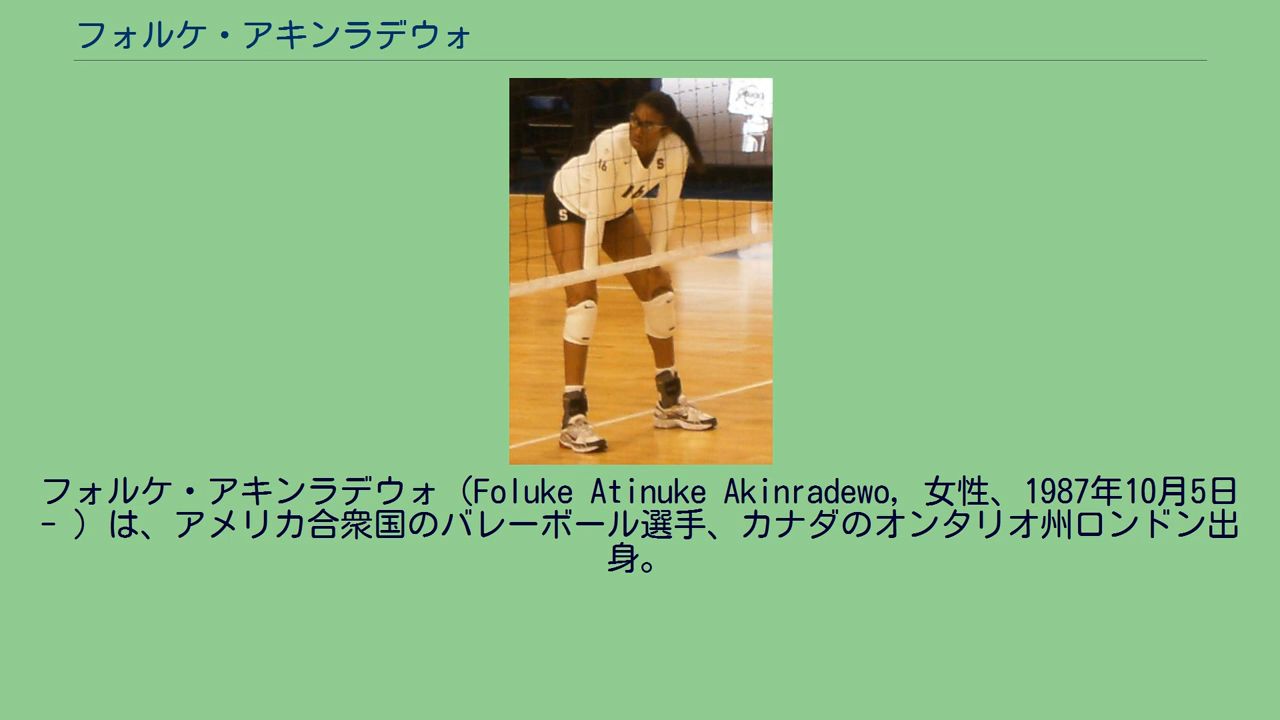 フォルケ・アキンラデウォ
16
S
16
S
フォルケ・アキンラデウォ（Foluke Atinuke Akinradewo, 女性、1987年10月5日
- ）は、アメリカ合衆国のバレーボール選手、カナダのオンタリオ州ロンドン出
身。